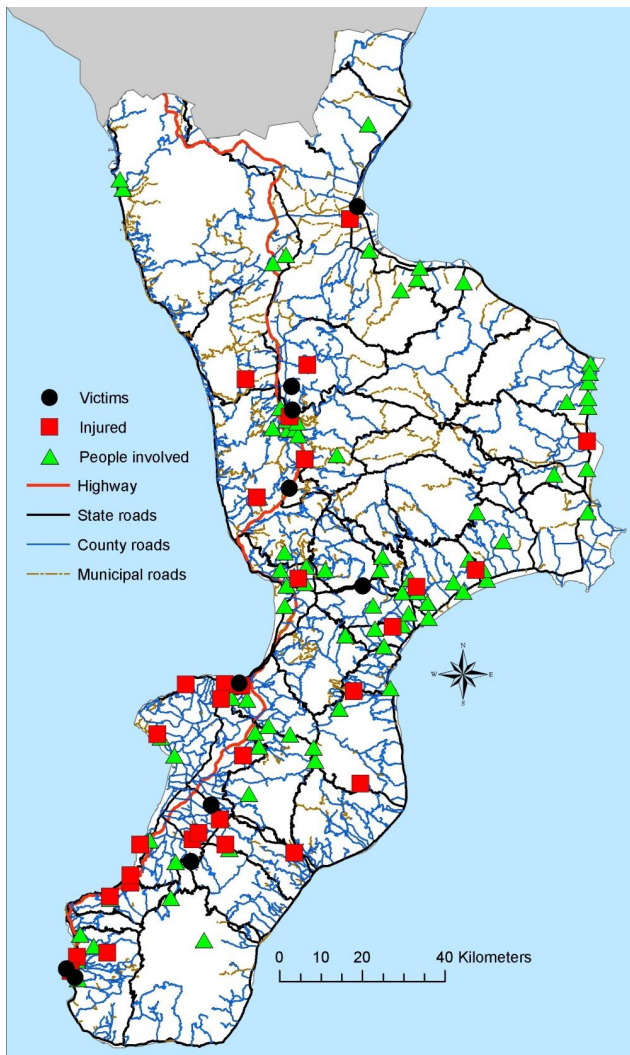 Victims
Injured
People involved
Highway
State roads
County roads
Municipal roads
N
W E
S
0 10 20 40 Kilometers